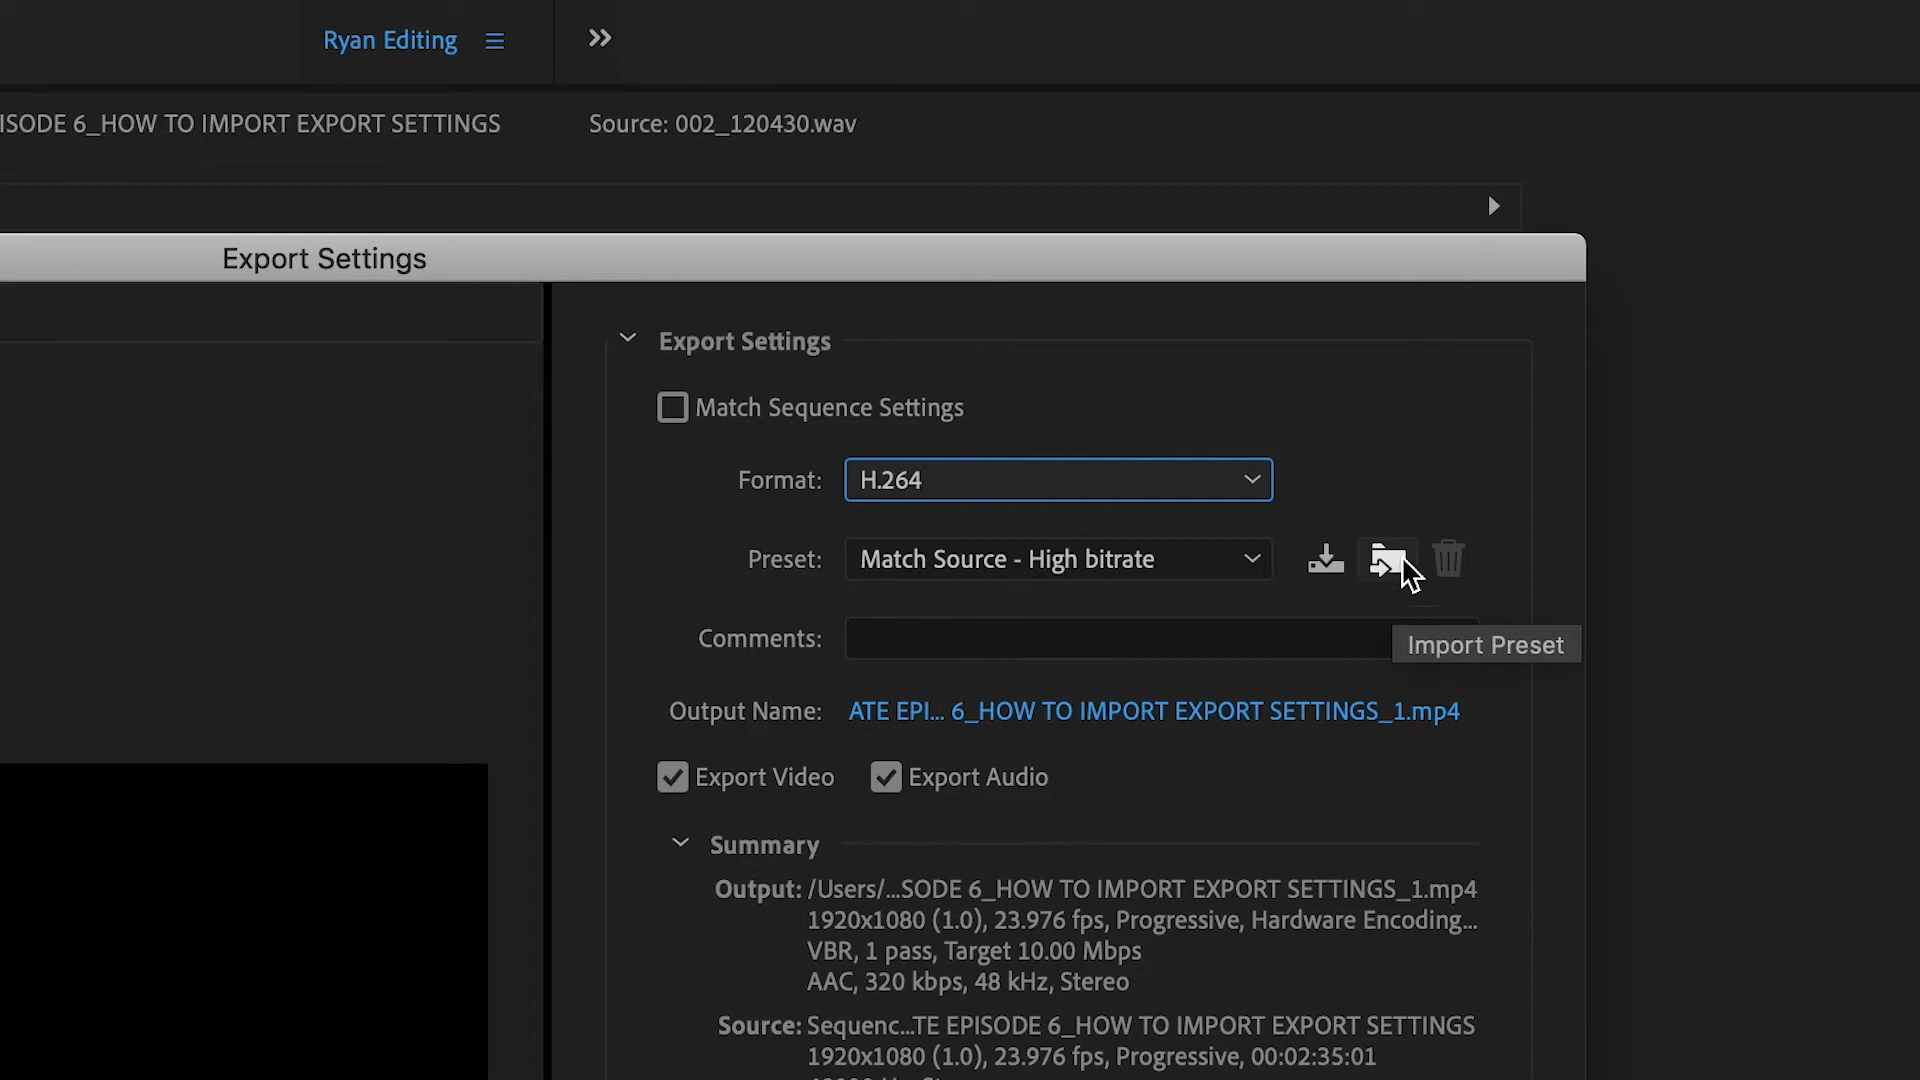 Ryan Editing
ISODE 6_HOW TO IMPORT EXPORT SETTINGS
Source: 002_120430.wav
Export Settings
Export Settings
Match Sequence Settings
Format: H.264
Preset: Match Source - High bitrate
Comments:
Import Preset
Output Name: ATE EPI... 6_HOW TO IMPORT EXPORT SETTINGS_1.mp4
Export Video Export Audio
Summary
Output: /Users/...SODE 6_HOW TO IMPORT EXPORT SETTINGS_1.mp4
1920x1080 (1.0), 23.976 fps, Progressive, Hardware Encoding...
VBR, 1 pass, Target 10.00 Mbps
AAC, 320 kbps, 48 kHz, Stereo
Source: Sequenc...TE EPISODE 6_HOW TO IMPORT EXPORT SETTINGS
1920x1080 (1.0), 23.976 fps, Progressive, 00:02:35:01